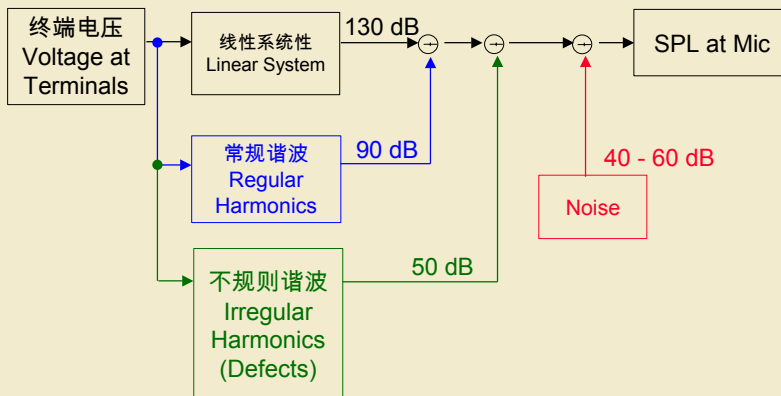 终端电压
Voltage at
Terminals
线性系统性
Linear System
130 dB
SPL at Mic
常规谐波
Regular
Harmonics
90 dB
40 - 60 dB
Noise
不规则谐波
Irregular
Harmonics
(Defects)
50 dB